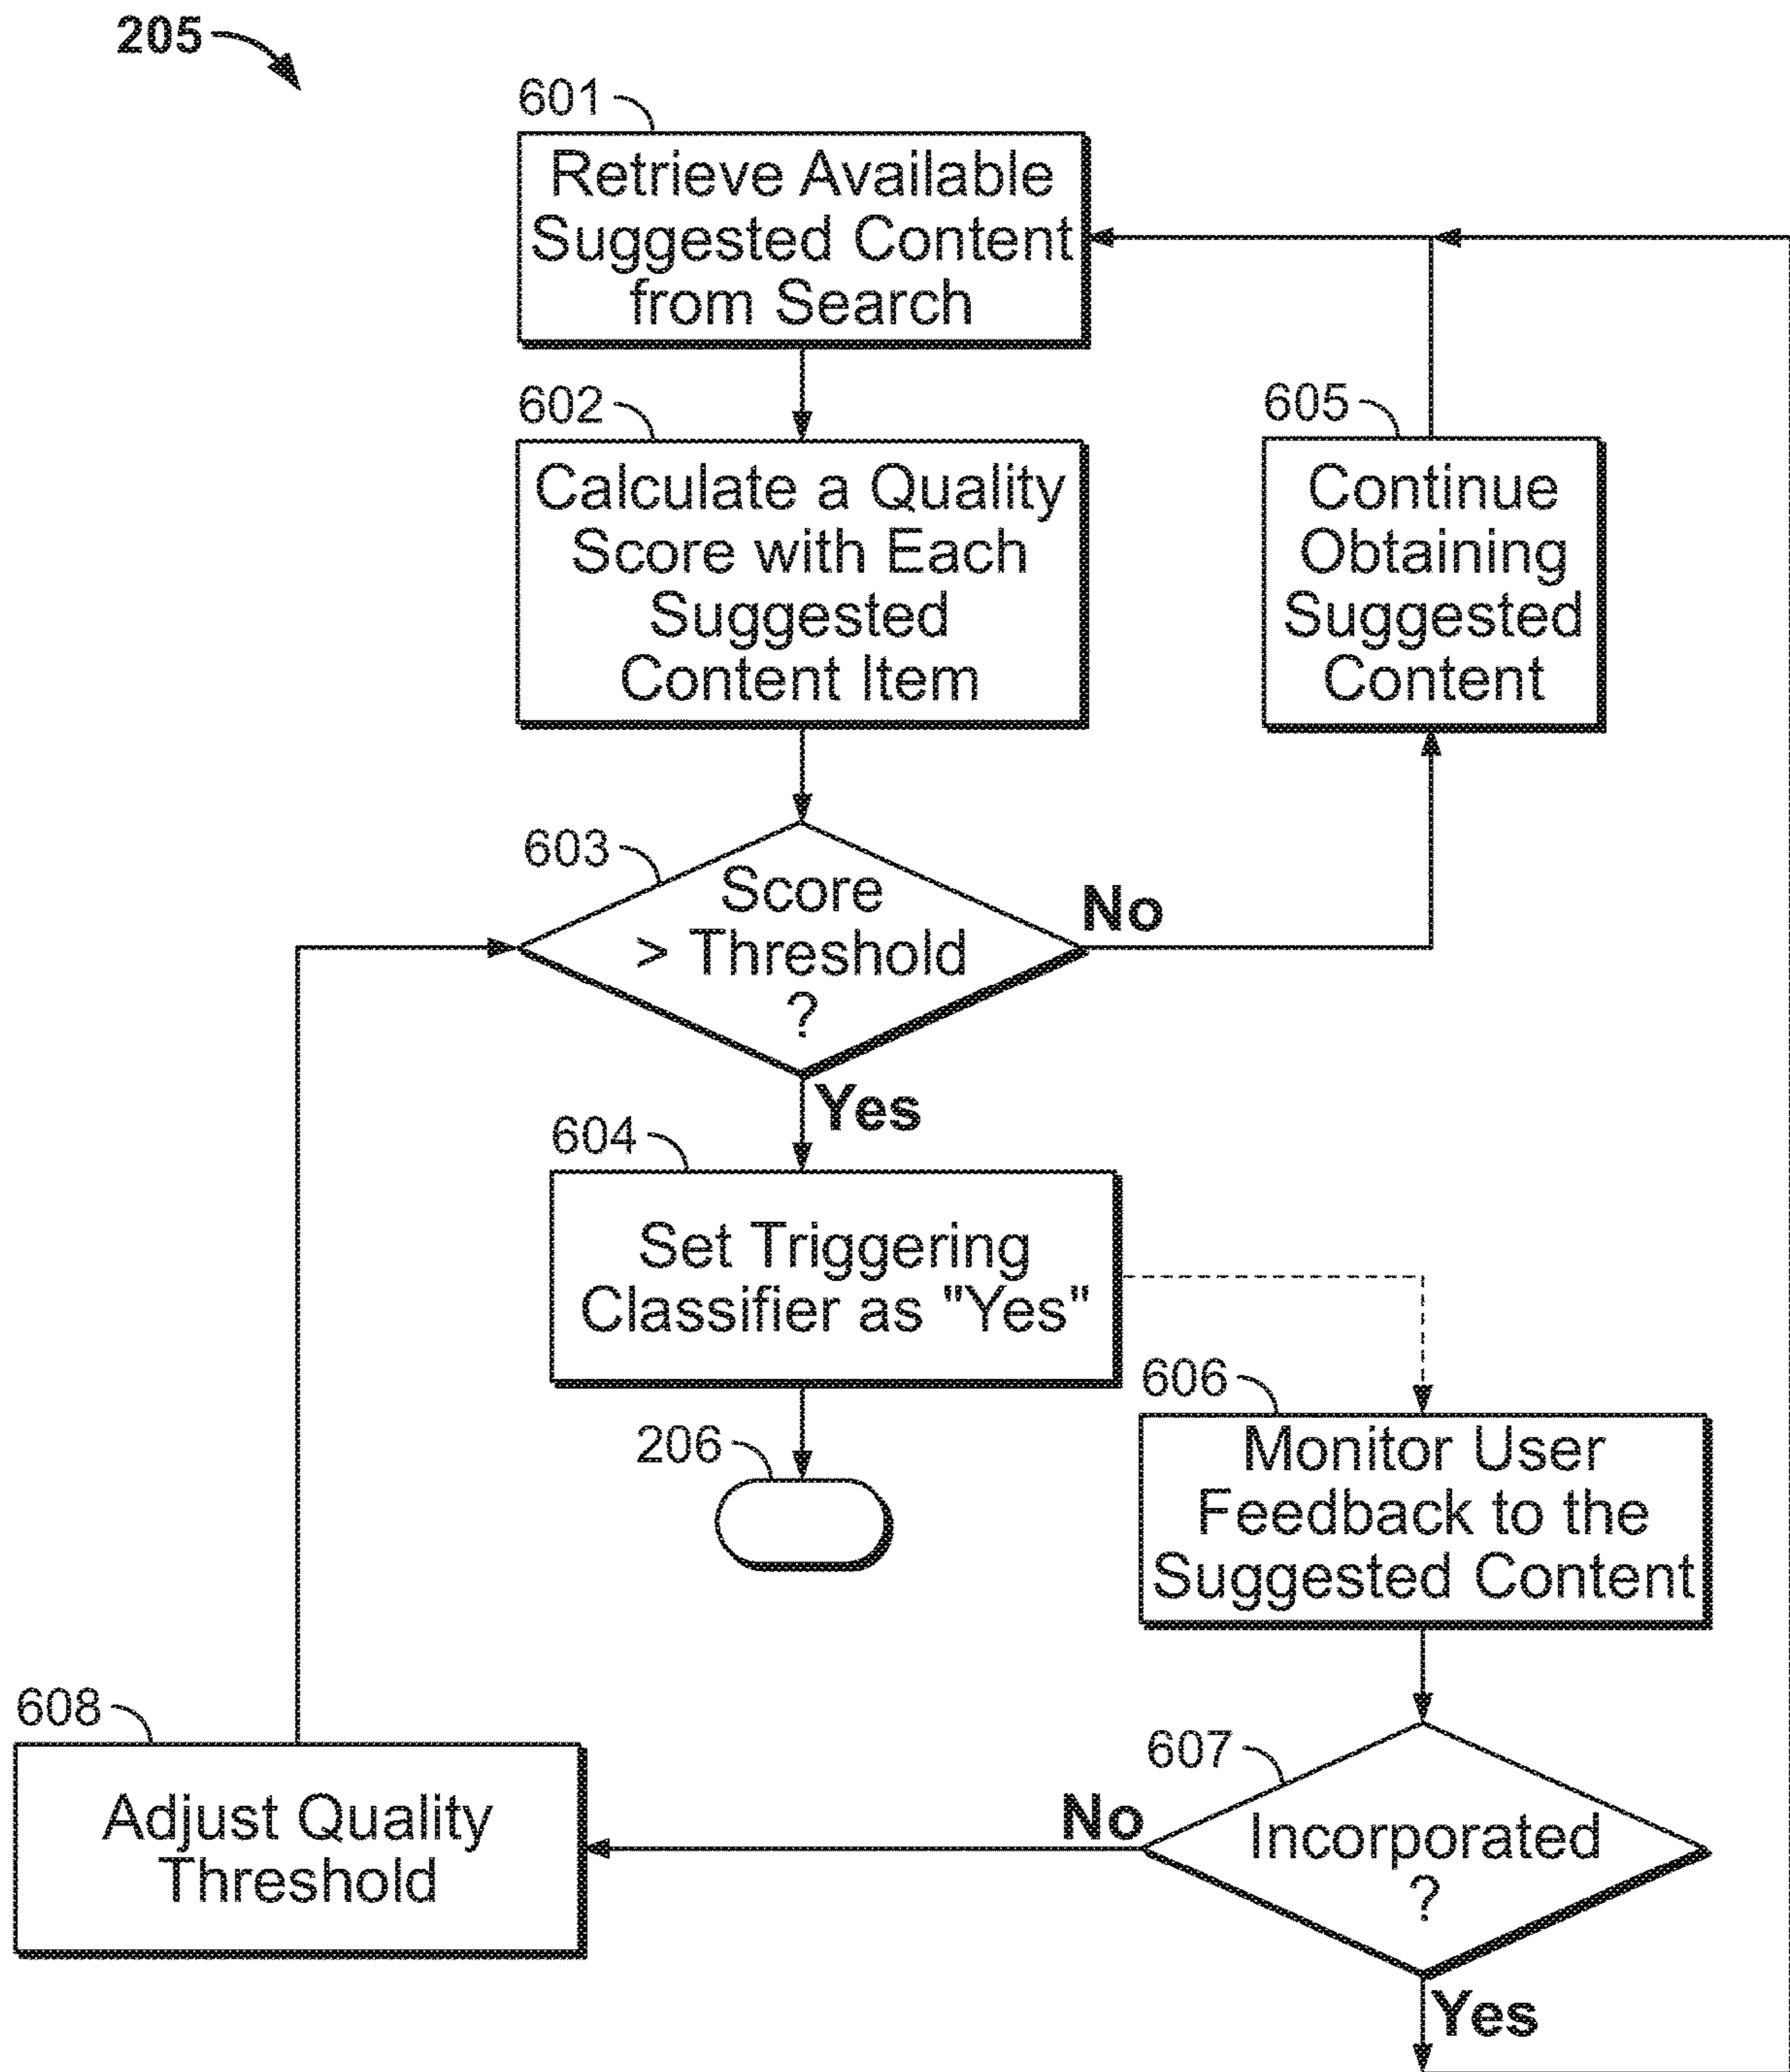 205
601
Retrieve Available
Suggested Content
from Search
602
Calculate a Quality
Score with Each
Suggested
Content Item
605
Continue
Obtaining
Suggested
Content
603
Score
> Threshold
?
No
Yes
604
Set Triggering
Classifier as "Yes"
206
606
Monitor User
Feedback to the
Suggested Content
607
Incorporated
?
No
Yes
608
Adjust Quality
Threshold